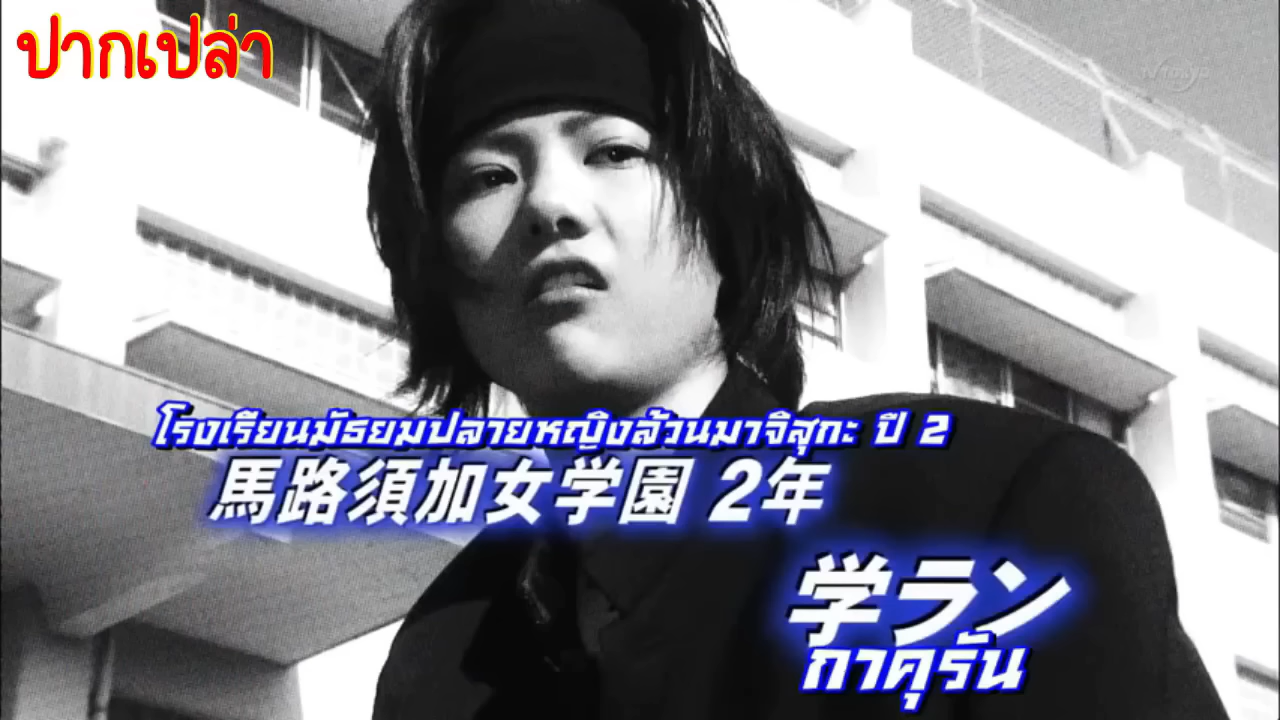 ปากเปล่า
TV TOKYO
โรงเรียนมัธยมปลายหญิงล้วนมาจิสุกะ ปี 2
馬路須加女学園 2年
学ラン
กาคุรัน